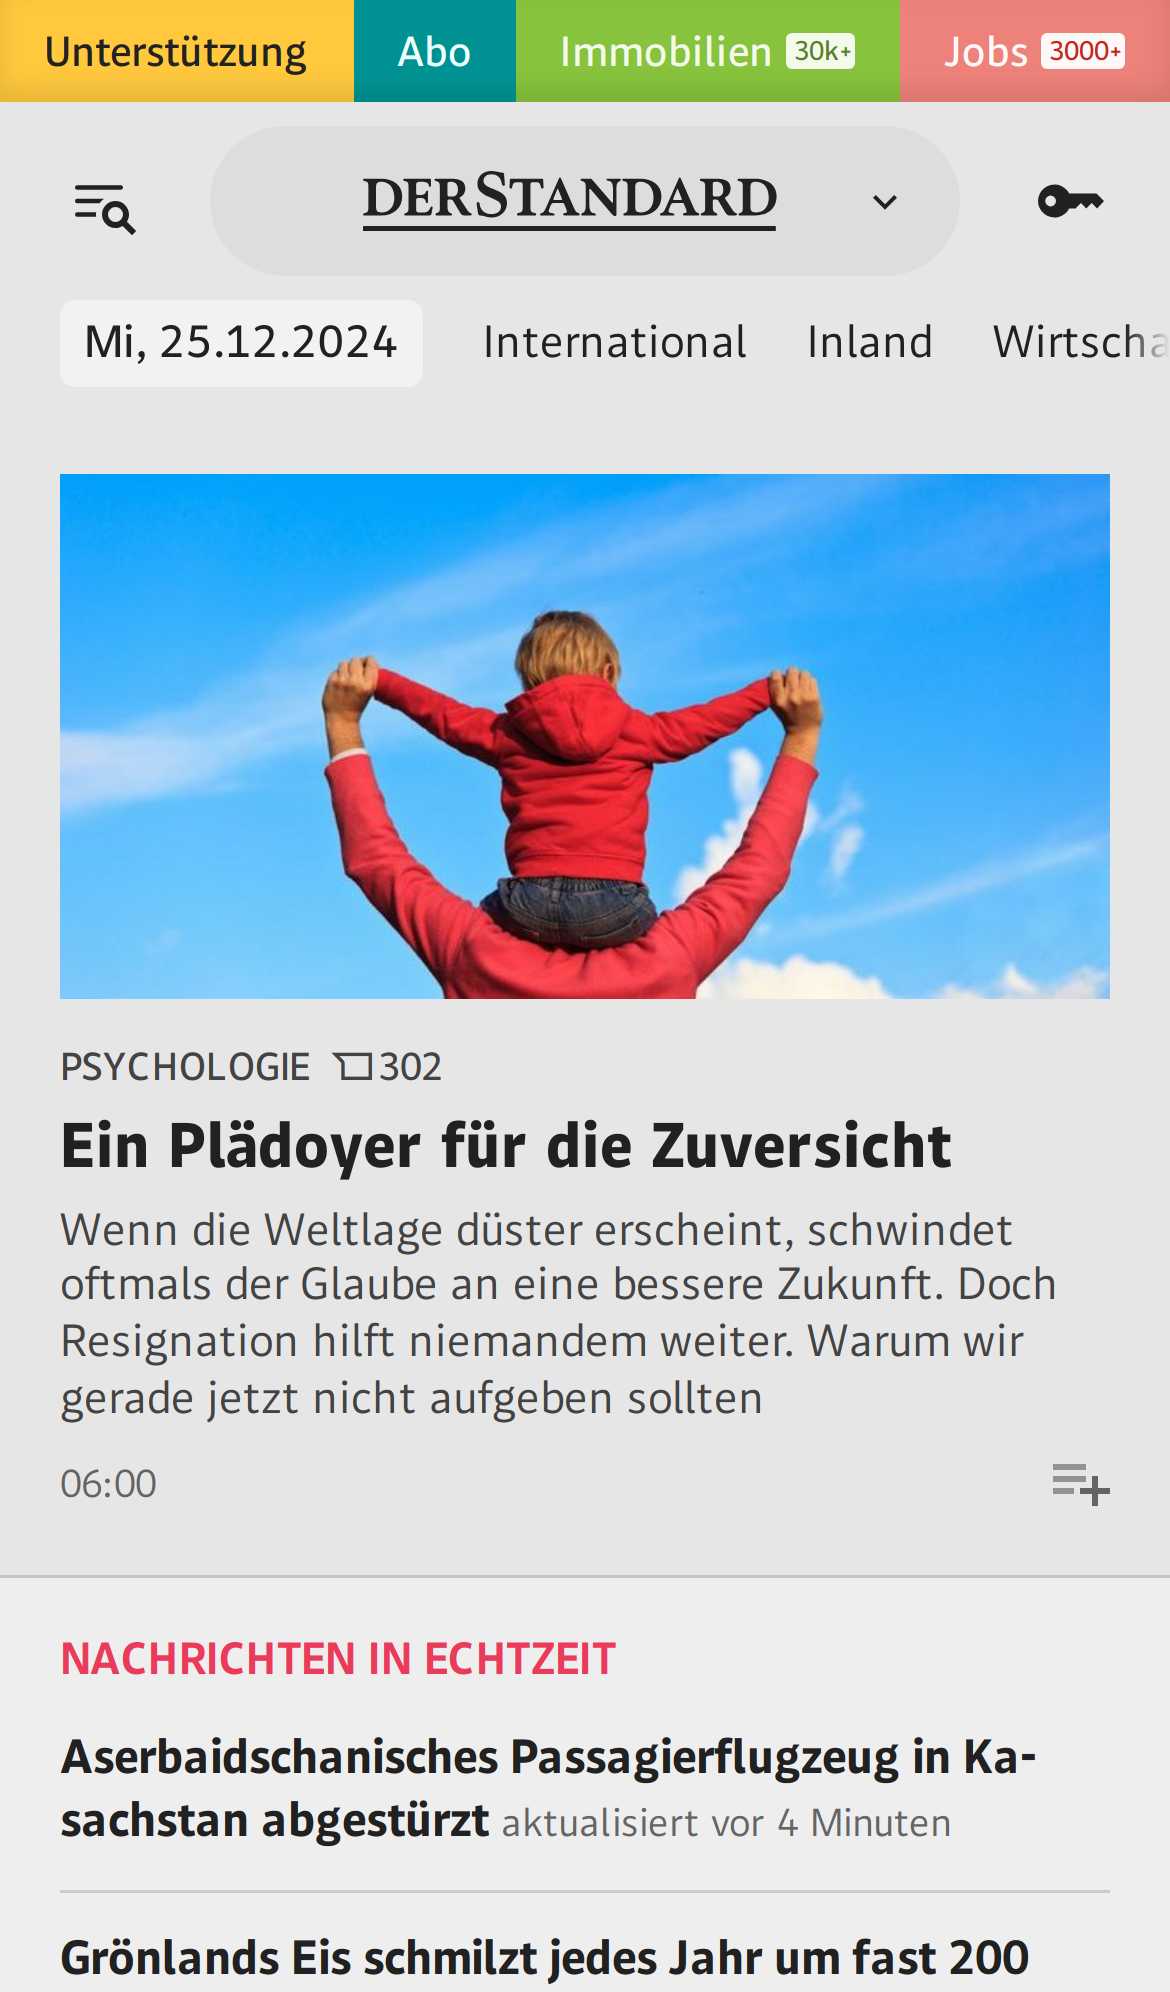 Unterstützung Abo Immobilien 30k+ Jobs 3000+
DERSTANDARD
Mi, 25.12.2024 International Inland Wirtscha
PSYCHOLOGIE 302
Ein Plädoyer für die Zuversicht
Wenn die Weltlage düster erscheint, schwindet
oftmals der Glaube an eine bessere Zukunft. Doch
Resignation hilft niemandem weiter. Warum wir
gerade jetzt nicht aufgeben sollten
06:00
NACHRICHTEN IN ECHTZEIT
Aserbaidschanisches Passagierflugzeug in Ka-
sachstan abgestürzt aktualisiert vor 4 Minuten
Grönlands Eis schmilzt jedes Jahr um fast 200